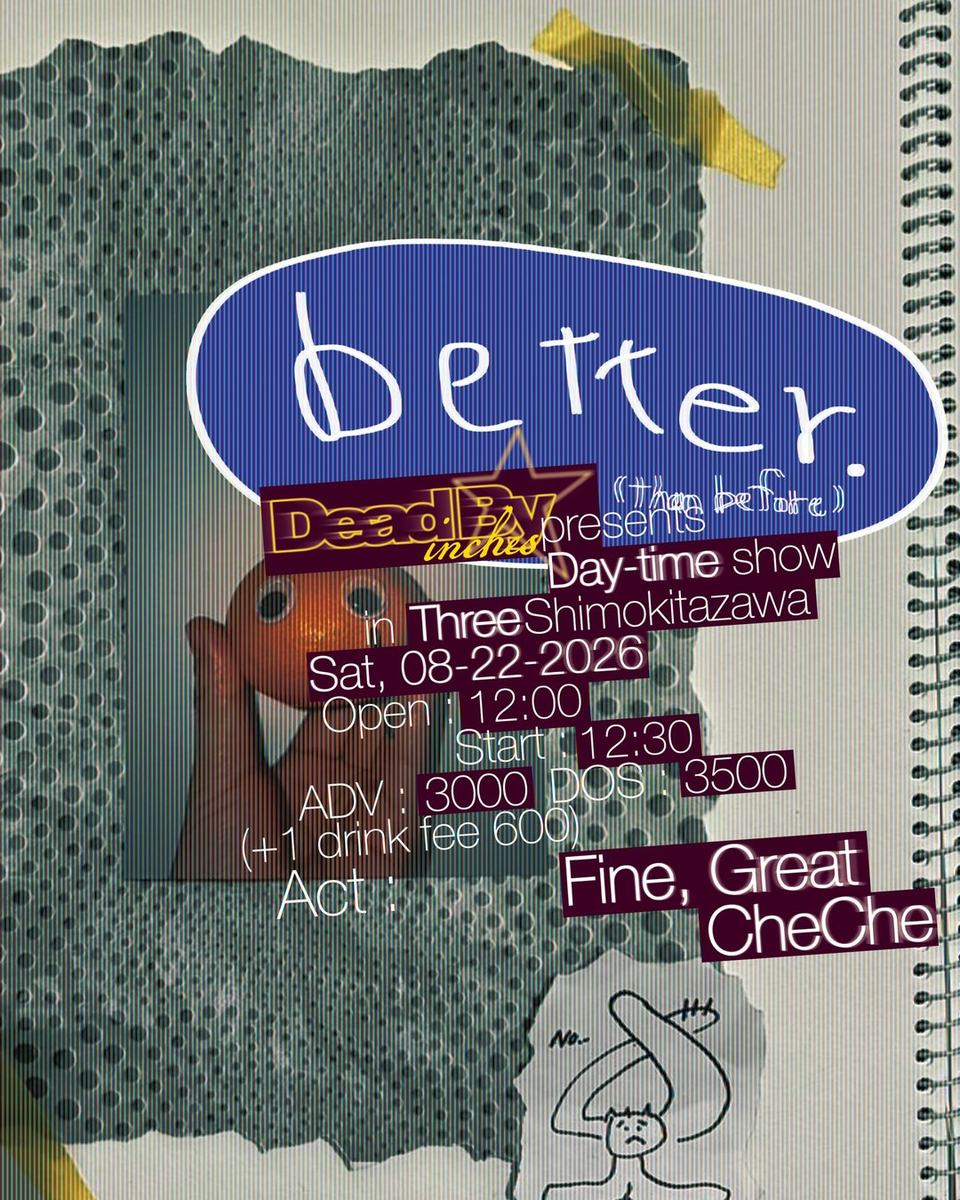 better.
("than before")
Dead By inches presents
Day-time show
in Three Shimokitazawa
Sat, 08-22-2026
Open : 12:00
Start : 12:30
ADV : 3000 DOS : 3500
(+1 drink fee 600)
Act : Fine, Great
CheChe
No..